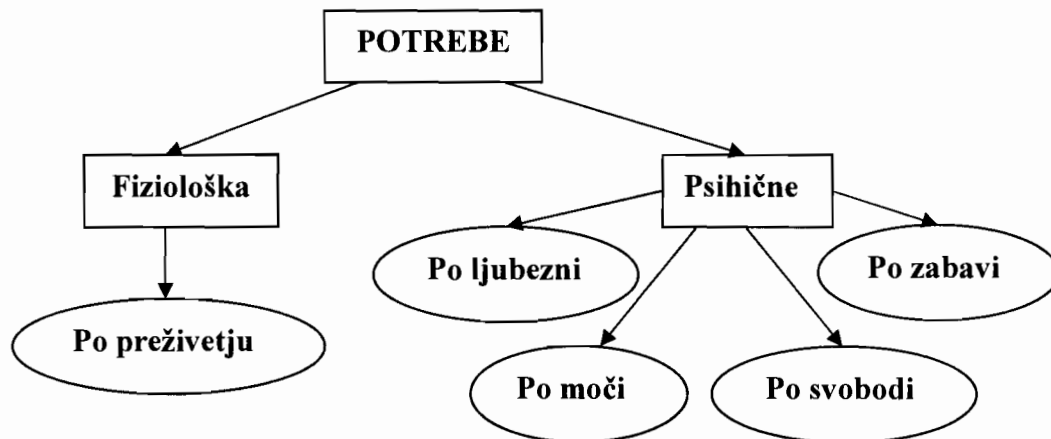 POTREBE
Fiziološka
Psihične
Po ljubezni
Po zabavi
Po preživetju
Po moči
Po svobodi